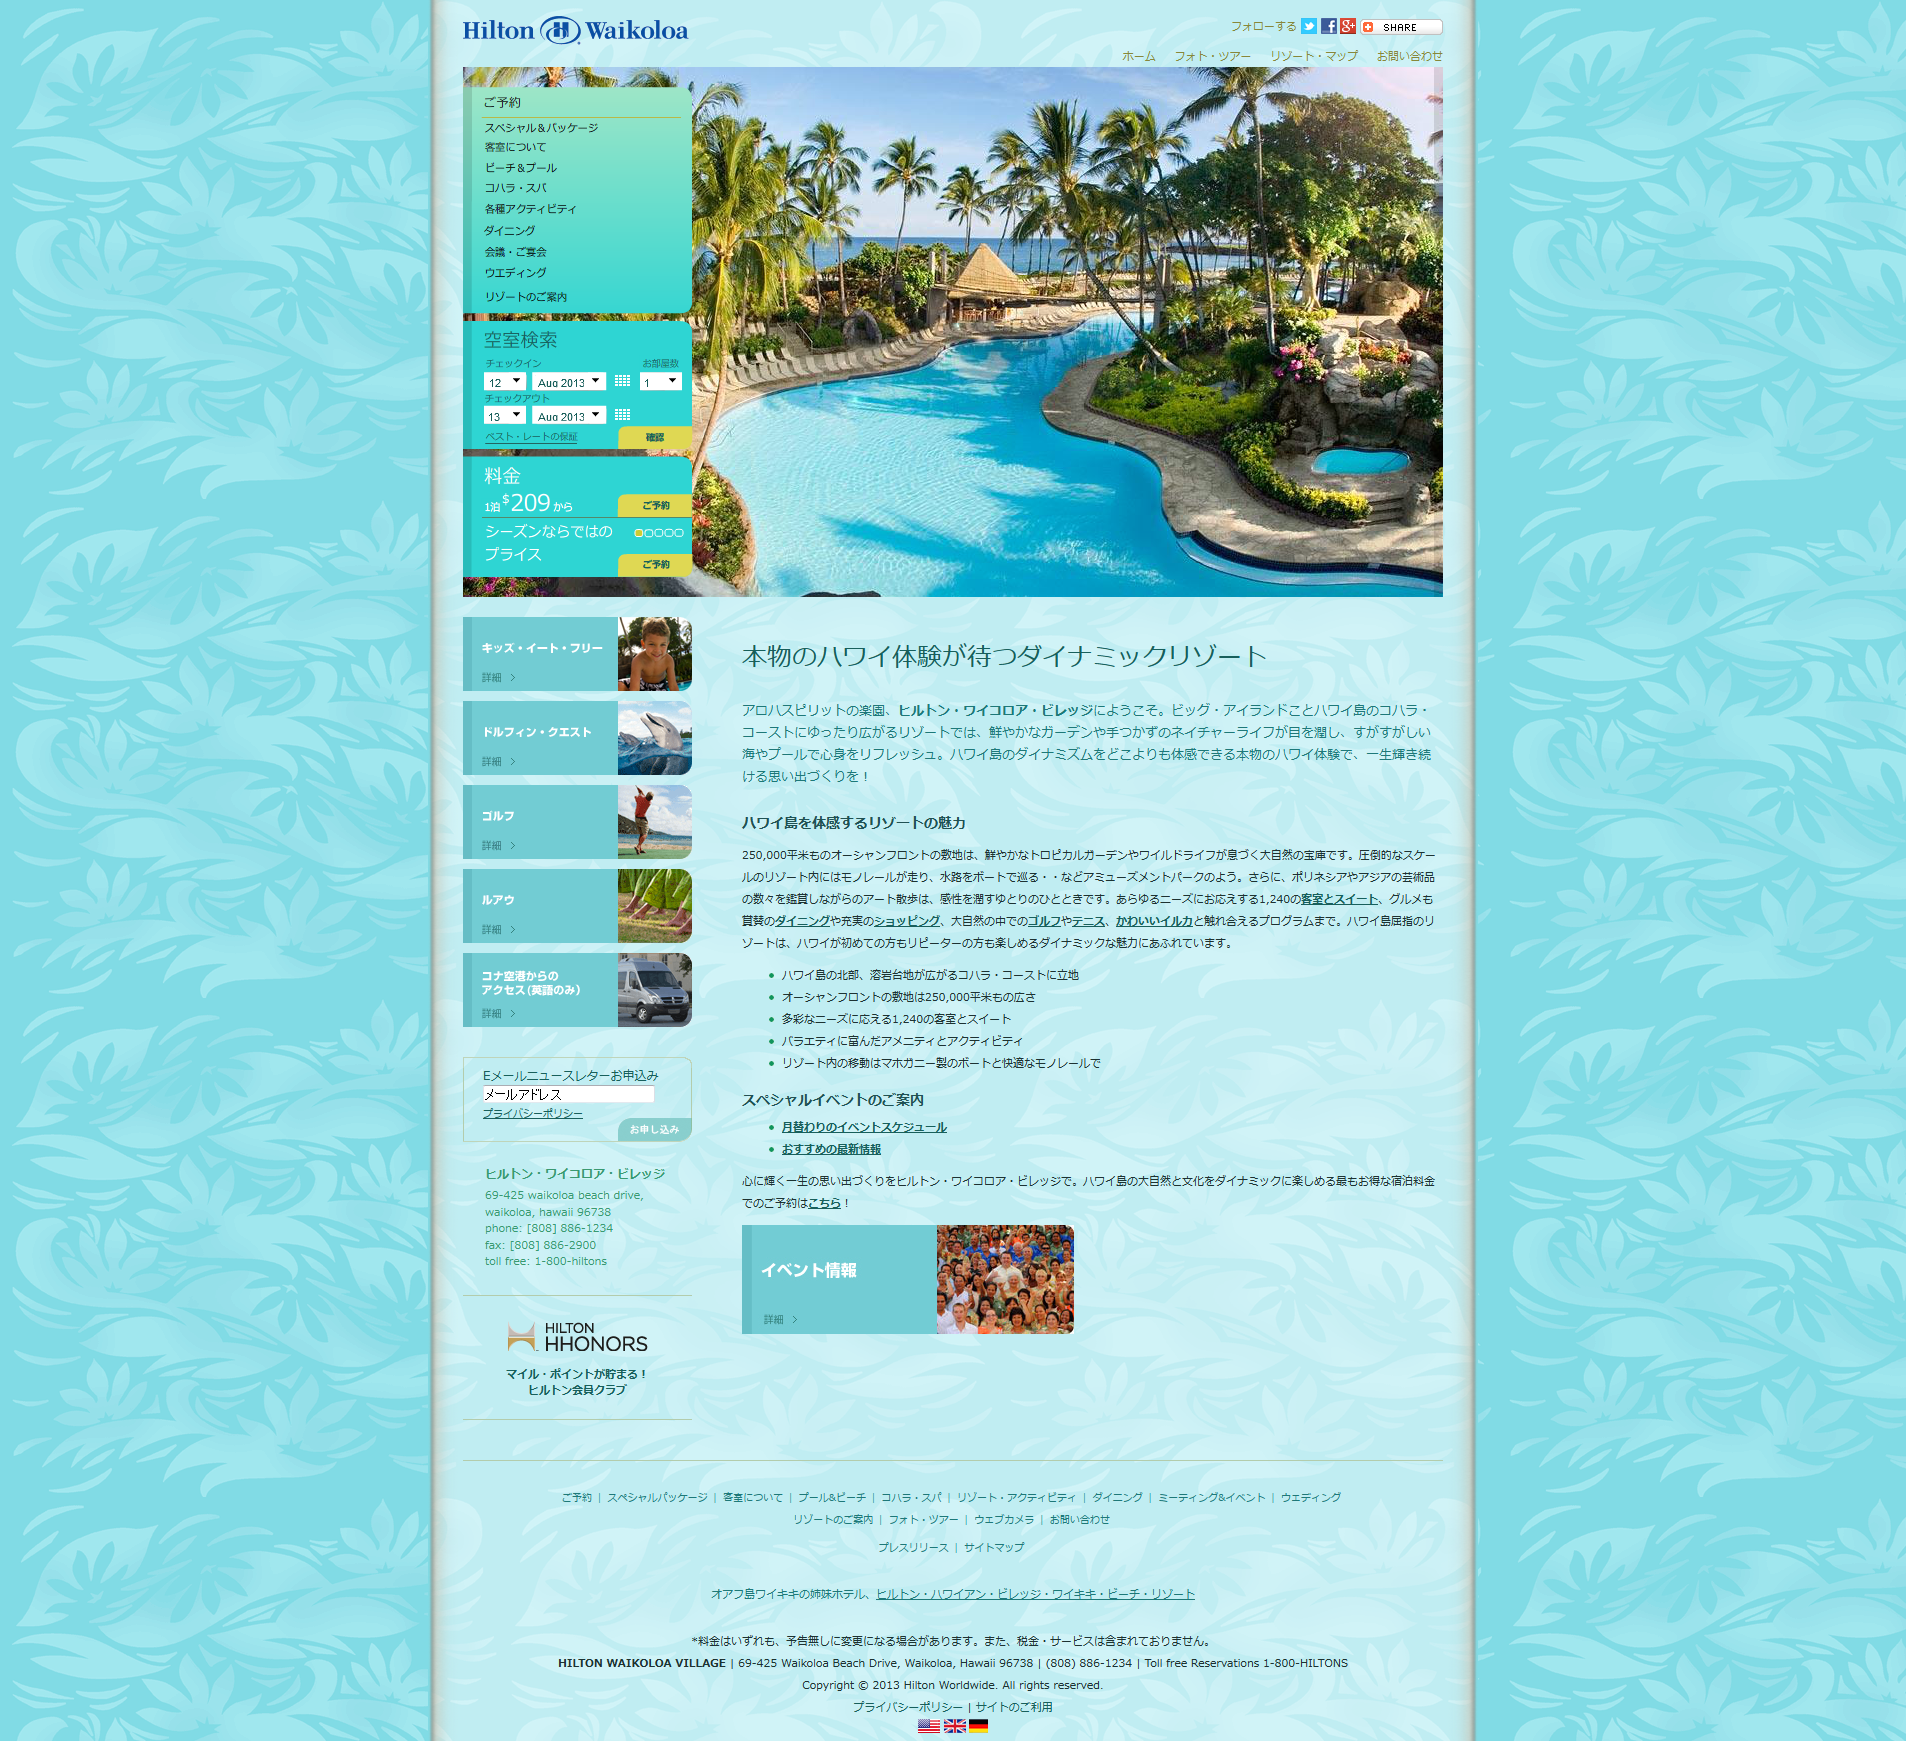 Hilton Waikoloa
フォローする SHARE
ホーム フォト・ツアー リゾート・マップ お問い合わせ
ご予約
スペシャル＆パッケージ
客室について
ビーチ＆プール
コハラ・スパ
各種アクティビティ
ダイニング
会議・ご宴会
ウエディング
リゾートのご案内
空室検索
チェックイン お部屋数
12 Aug 2013 1
チェックアウト
13 Aug 2013
ベスト・レートの保証
確認
料金
1泊 $209 から ご予約
シーズンならではの
プライス
ご予約
キッズ・イート・フリー
詳細 >
ドルフィン・クエスト
詳細 >
ゴルフ
詳細 >
ルアウ
詳細 >
コナ空港からの
アクセス(英語のみ)
詳細 >
Eメールニュースレターお申込み
メールアドレス
プライバシーポリシー
お申し込み
ヒルトン・ワイコロア・ビレッジ
69-425 waikoloa beach drive,
waikoloa, hawaii 96738
phone: [808] 886-1234
fax: [808] 886-2900
toll free: 1-800-hiltons
HILTON
HHONORS
マイル・ポイントが貯まる！
ヒルトン会員クラブ
本物のハワイ体験が待つダイナミックリゾート
アロハスピリットの楽園、ヒルトン・ワイコロア・ビレッジにようこそ。ビッグ・アイランドことハワイ島のコハラ・
コーストにゆったり広がるリゾートでは、鮮やかなガーデンや手つかずのネイチャーライフが目を潤し、すがすがしい
海やプールで心身をリフレッシュ。ハワイ島のダイナミズムをどこよりも体感できる本物のハワイ体験で、一生輝き続
ける思い出づくりを！
ハワイ島を体感するリゾートの魅力
250,000平米ものオーシャンフロントの敷地は、鮮やかなトロピカルガーデンやワイルドライフが息づく大自然の宝庫です。圧倒的なスケー
ルのリゾート内にはモノレールが走り、水路をボートで巡る・・などアミューズメントパークのよう。さらに、ポリネシアやアジアの芸術品
の数々を鑑賞しながらのアート散歩は、感性を潤すゆとりのひとときです。あらゆるニーズにお応えする1,240の客室とスイート、グルメも
賞賛のダイニングや充実のショッピング、大自然の中でのゴルフやテニス、かわいいイルカと触れ合えるプログラムまで。ハワイ島屈指のリ
ゾートは、ハワイが初めての方もリピーターの方も楽しめるダイナミックな魅力にあふれています。
• ハワイ島の北部、溶岩台地が広がるコハラ・コーストに立地
• オーシャンフロントの敷地は250,000平米もの広さ
• 多彩なニーズに応える1,240の客室とスイート
• バラエティに富んだアメニティとアクティビティ
• リゾート内の移動はマホガニー製のボートと快適なモノレールで
スペシャルイベントのご案内
• 月替わりのイベントスケジュール
• おすすめの最新情報
心に輝く一生の思い出づくりをヒルトン・ワイコロア・ビレッジで。ハワイ島の大自然と文化をダイナミックに楽しめる最もお得な宿泊料金
でのご予約はこちら！
イベント情報
詳細 >
ご予約 | スペシャルパッケージ | 客室について | プール&ビーチ | コハラ・スパ | リゾート・アクティビティ | ダイニング | ミーティング&イベント | ウェディング
リゾートのご案内 | フォト・ツアー | ウェブカメラ | お問い合わせ
プレスリリース | サイトマップ
オアフ島ワイキキの姉妹ホテル、ヒルトン・ハワイアン・ビレッジ・ワイキキ・ビーチ・リゾート
*料金はいずれも、予告無しに変更になる場合があります。また、税金・サービスは含まれておりません。
HILTON WAIKOLOA VILLAGE | 69-425 Waikoloa Beach Drive, Waikoloa, Hawaii 96738 | (808) 886-1234 | Toll free Reservations 1-800-HILTONS
Copyright © 2013 Hilton Worldwide. All rights reserved.
プライバシーポリシー | サイトのご利用